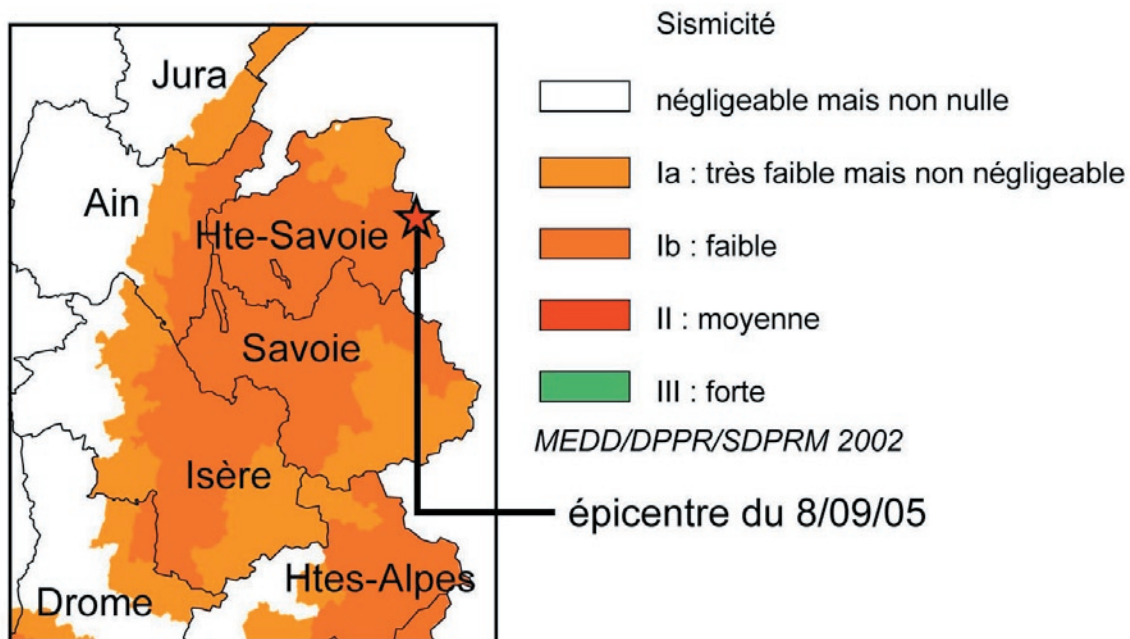 Sismicité
négligeable mais non nulle
Ia : très faible mais non négligeable
Ib : faible
II : moyenne
III : forte
MEDD/DPPR/SDPRM 2002
épicentre du 8/09/05
Jura
Ain
Hte-Savoie
Savoie
Isère
Htes-Alpes
Drome